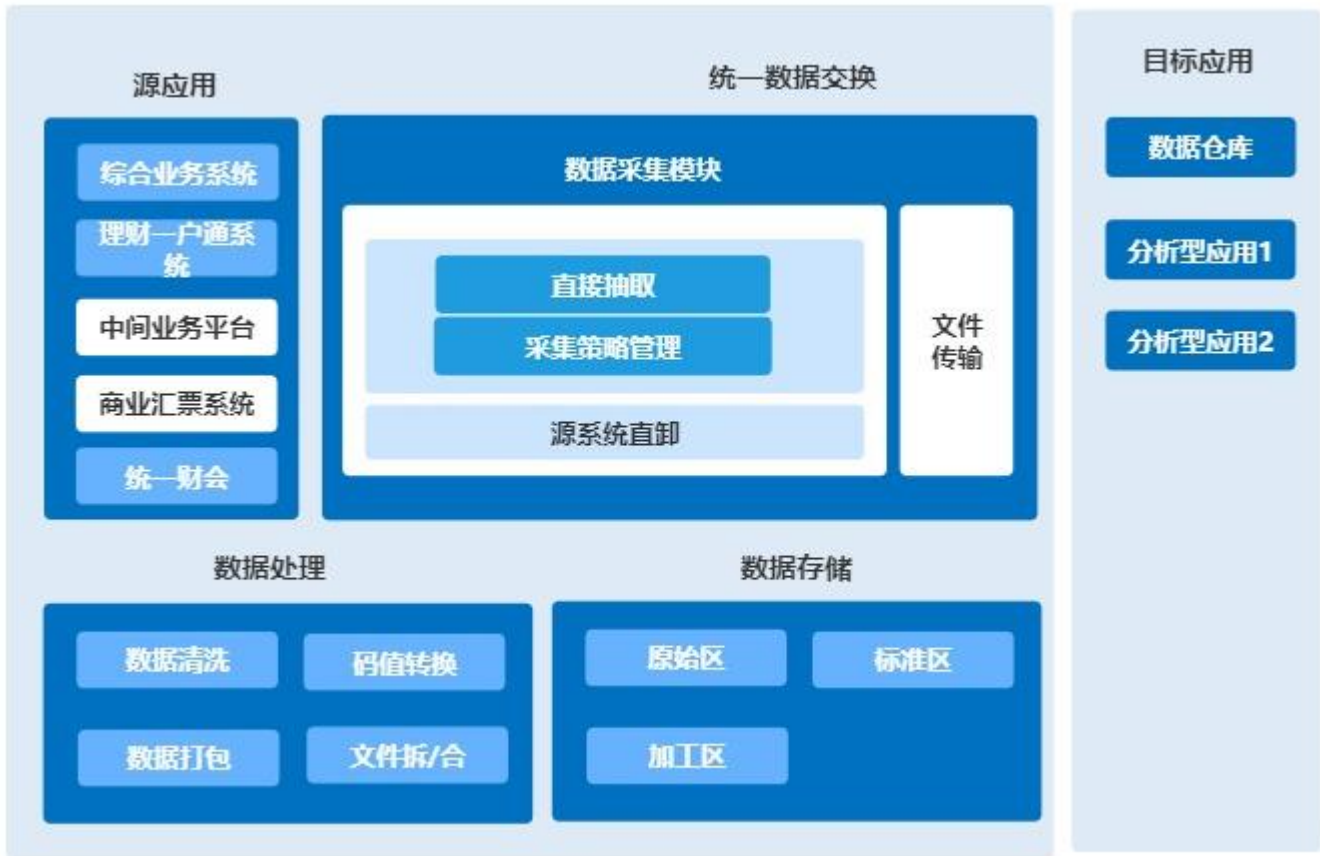 源应用
综合业务系统
理财一户通系
统
中间业务平台
商业汇票系统
统一财会
统一数据交换
数据采集模块
直接抽取
采集策略管理
源系统直卸
文件
传输
目标应用
数据仓库
分析型应用1
分析型应用2
数据处理
数据清洗
码值转换
数据打包
文件拆/合
数据存储
原始区
标准区
加工区